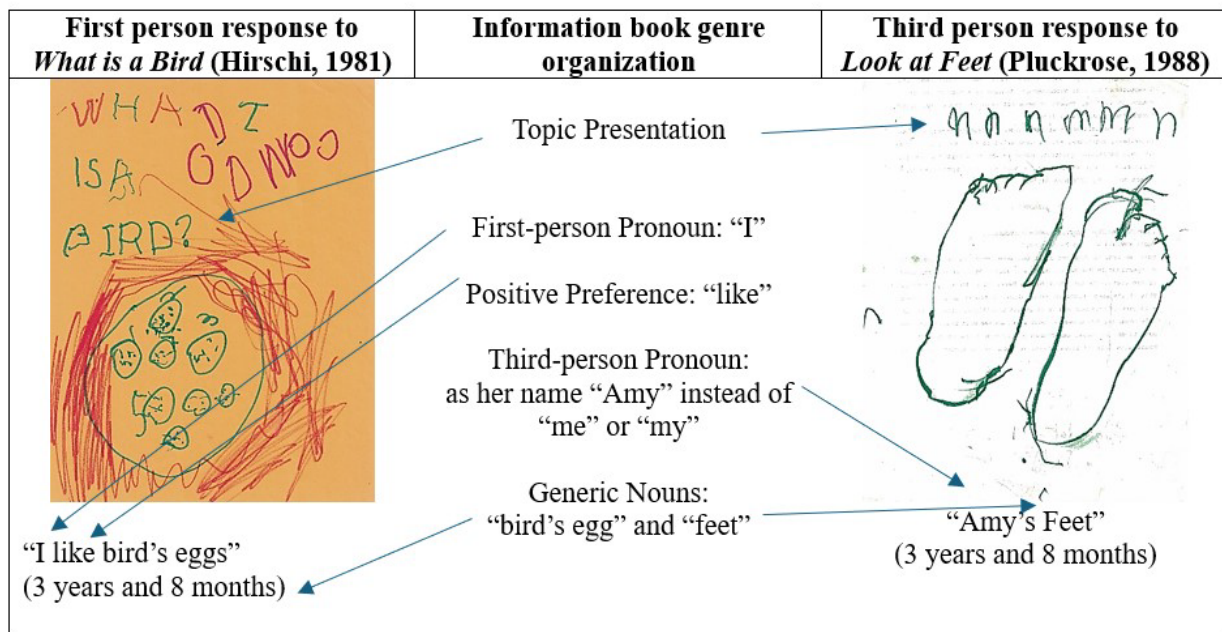 First person response to
What is a Bird (Hirschi, 1981)
Information book genre
organization
Third person response to
Look at Feet (Pluckrose, 1988)
WHAD I
IS A
BIRD?
Topic Presentation
First-person Pronoun: “I”
Positive Preference: “like”
Third-person Pronoun:
as her name “Amy” instead of
“me” or “my”
Generic Nouns:
“bird’s egg” and “feet”
“I like bird’s eggs”
(3 years and 8 months)
“Amy’s Feet”
(3 years and 8 months)